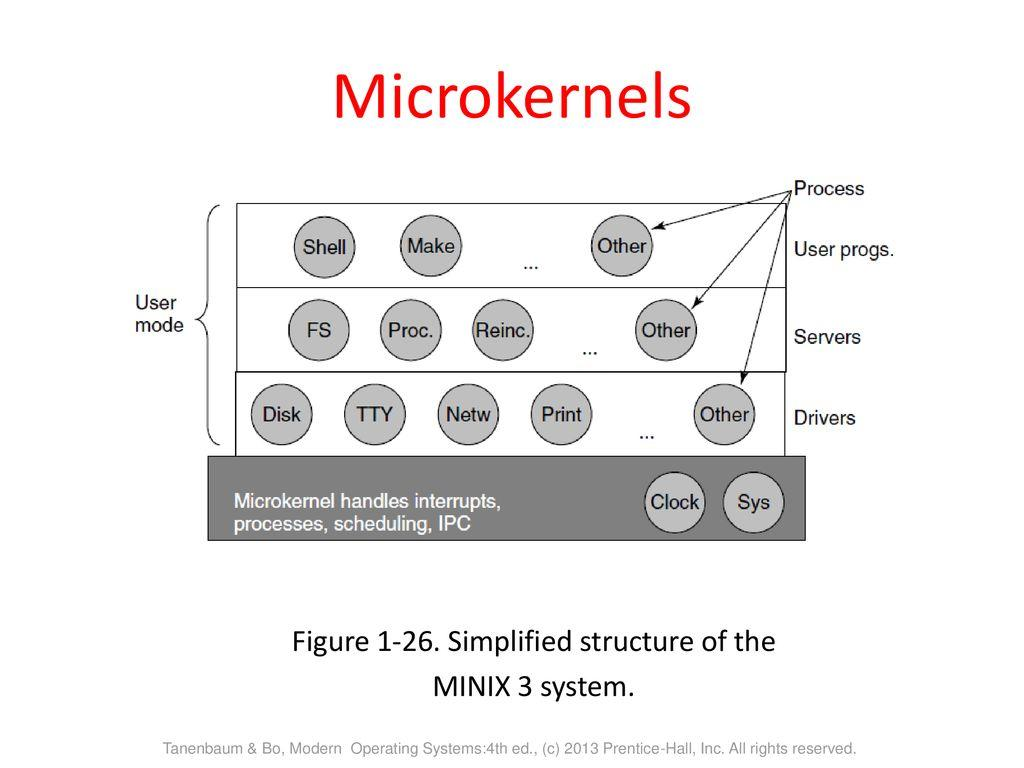 Microkernels
Process
Shell Make ... Other
User progs.
User
mode
FS Proc. Reinc. ... Other
Servers
Disk TTY Netw Print ... Other
Drivers
Microkernel handles interrupts,
processes, scheduling, IPC
Clock Sys
Figure 1-26. Simplified structure of the
MINIX 3 system.
Tanenbaum & Bo, Modern  Operating Systems:4th ed., (c) 2013 Prentice-Hall, Inc. All rights reserved.